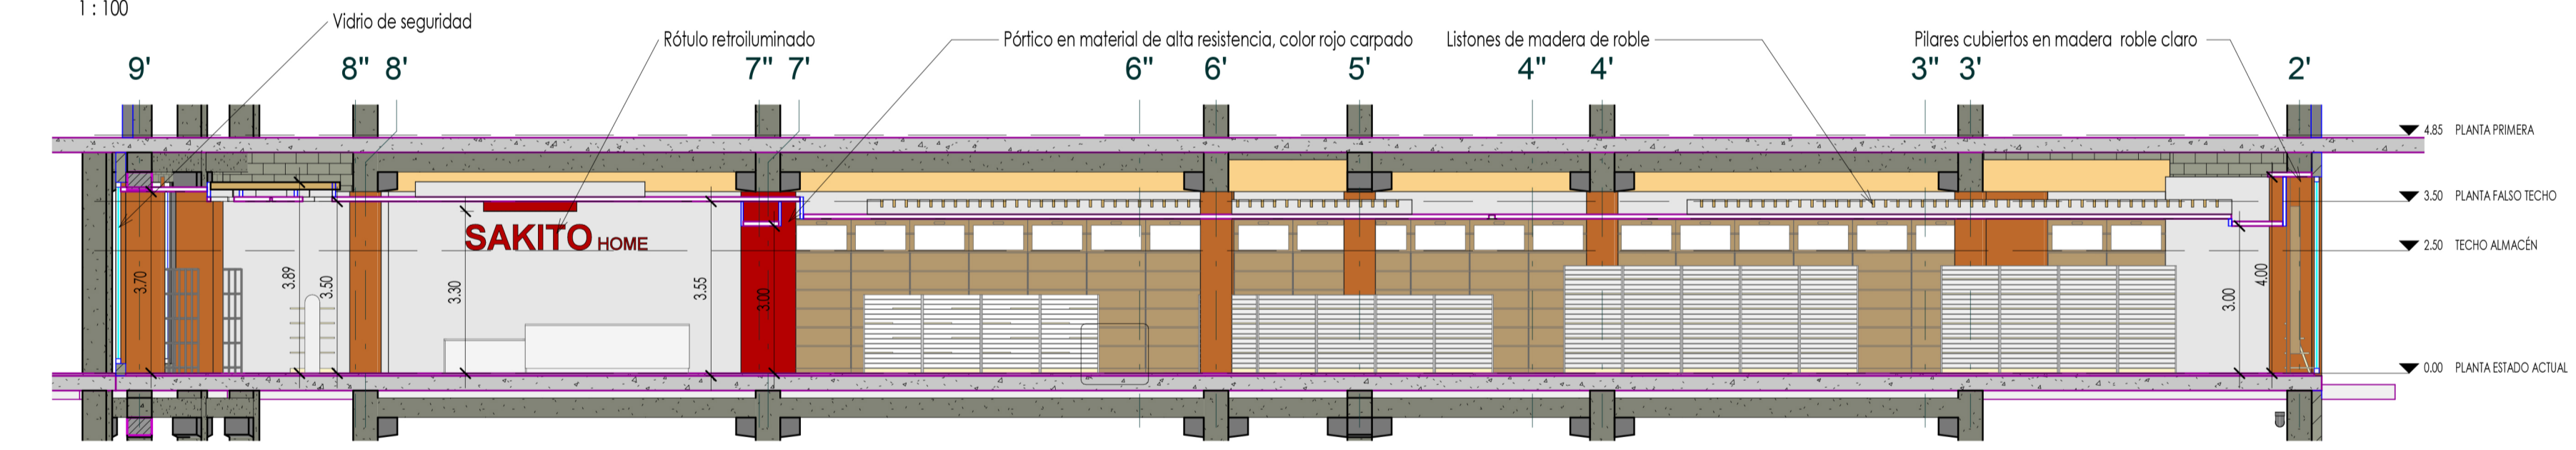 1 : 100
Vidrio de seguridad
Rótulo retroiluminado
Pórtico en material de alta resistencia, color rojo carpado
Listones de madera de roble
Pilares cubiertos en madera roble claro
9' 8" 8' 7" 7' 6" 6' 5' 4" 4' 3" 3' 2'
4.85 PLANTA PRIMERA
3.50 PLANTA FALSO TECHO
2.50 TECHO ALMACÉN
0.00 PLANTA ESTADO ACTUAL
SAKITO HOME
3.70
3.89
3.50
3.30
3.55
3.00
3.00
4.00